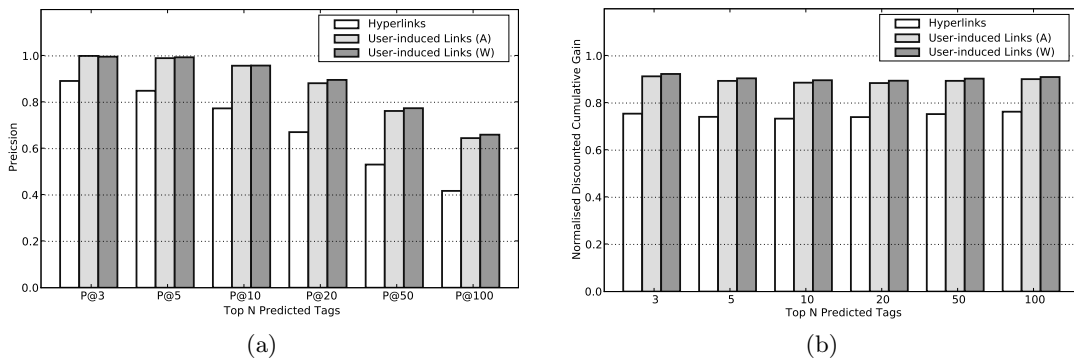 Hyperlinks
User-induced Links (A)
User-induced Links (W)
1.0
0.8
0.6
0.4
0.2
0.0
Preicsion
P@3 P@5 P@10 P@20 P@50 P@100
Top N Predicted Tags
(a)
Hyperlinks
User-induced Links (A)
User-induced Links (W)
1.0
0.8
0.6
0.4
0.2
0.0
Normalised Discounted Cumulative Gain
3 5 10 20 50 100
Top N Predicted Tags
(b)